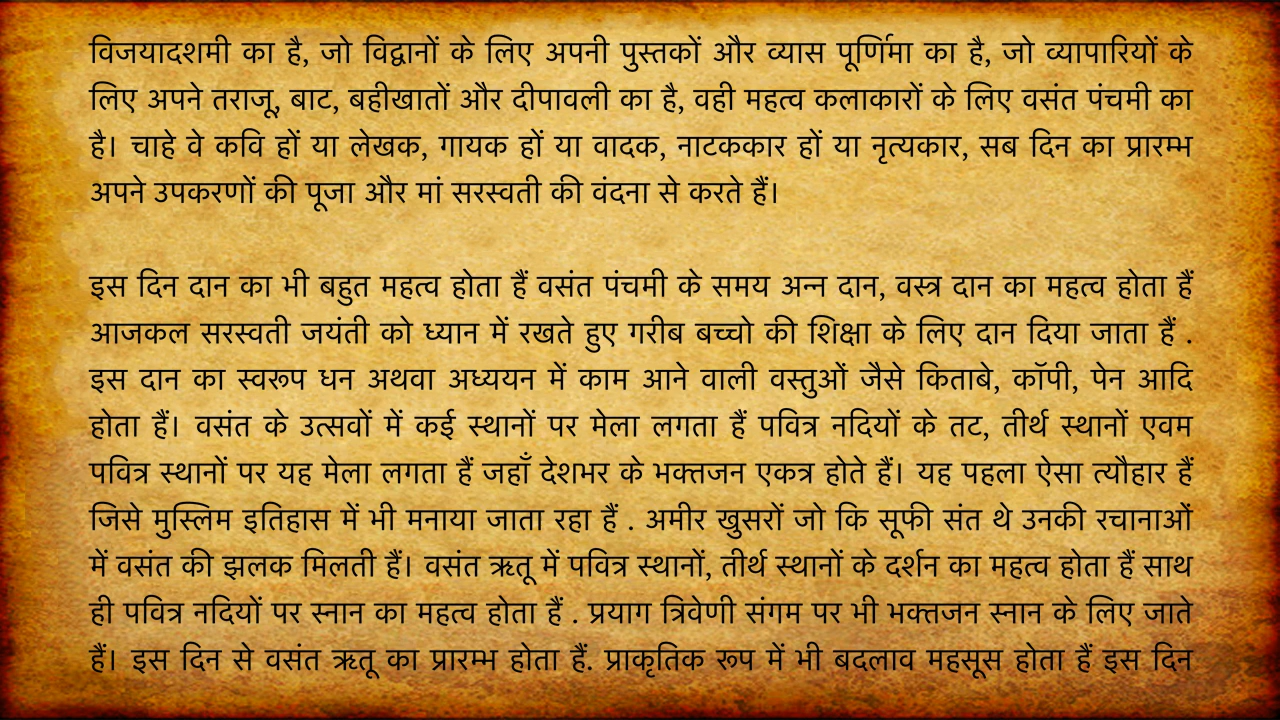 विजयादशमी का है, जो विद्वानों के लिए अपनी पुस्तकों और व्यास पूर्णिमा का है, जो व्यापारियों के
लिए अपने तराजू, बाट, बहीखातों और दीपावली का है, वही महत्व कलाकारों के लिए वसंत पंचमी का
है। चाहे वे कवि हों या लेखक, गायक हों या वादक, नाटककार हों या नृत्यकार, सब दिन का प्रारम्भ
अपने उपकरणों की पूजा और मां सरस्वती की वंदना से करते हैं।
इस दिन दान का भी बहुत महत्व होता हैं वसंत पंचमी के समय अन्न दान, वस्त्र दान का महत्व होता हैं
आजकल सरस्वती जयंती को ध्यान में रखते हुए गरीब बच्चो की शिक्षा के लिए दान दिया जाता हैं .
इस दान का स्वरूप धन अथवा अध्ययन में काम आने वाली वस्तुओं जैसे किताबे, कॉपी, पेन आदि
होता हैं। वसंत के उत्सवों में कई स्थानों पर मेला लगता हैं पवित्र नदियों के तट, तीर्थ स्थानों एवम
पवित्र स्थानों पर यह मेला लगता हैं जहाँ देशभर के भक्तजन एकत्र होते हैं। यह पहला ऐसा त्यौहार हैं
जिसे मुस्लिम इतिहास में भी मनाया जाता रहा हैं . अमीर खुसरों जो कि सूफी संत थे उनकी रचानाओं
में वसंत की झलक मिलती हैं। वसंत ऋतू में पवित्र स्थानों, तीर्थ स्थानों के दर्शन का महत्व होता हैं साथ
ही पवित्र नदियों पर स्नान का महत्व होता हैं . प्रयाग त्रिवेणी संगम पर भी भक्तजन स्नान के लिए जाते
हैं। इस दिन से वसंत ऋतू का प्रारम्भ होता हैं. प्राकृतिक रूप में भी बदलाव महसूस होता हैं इस दिन